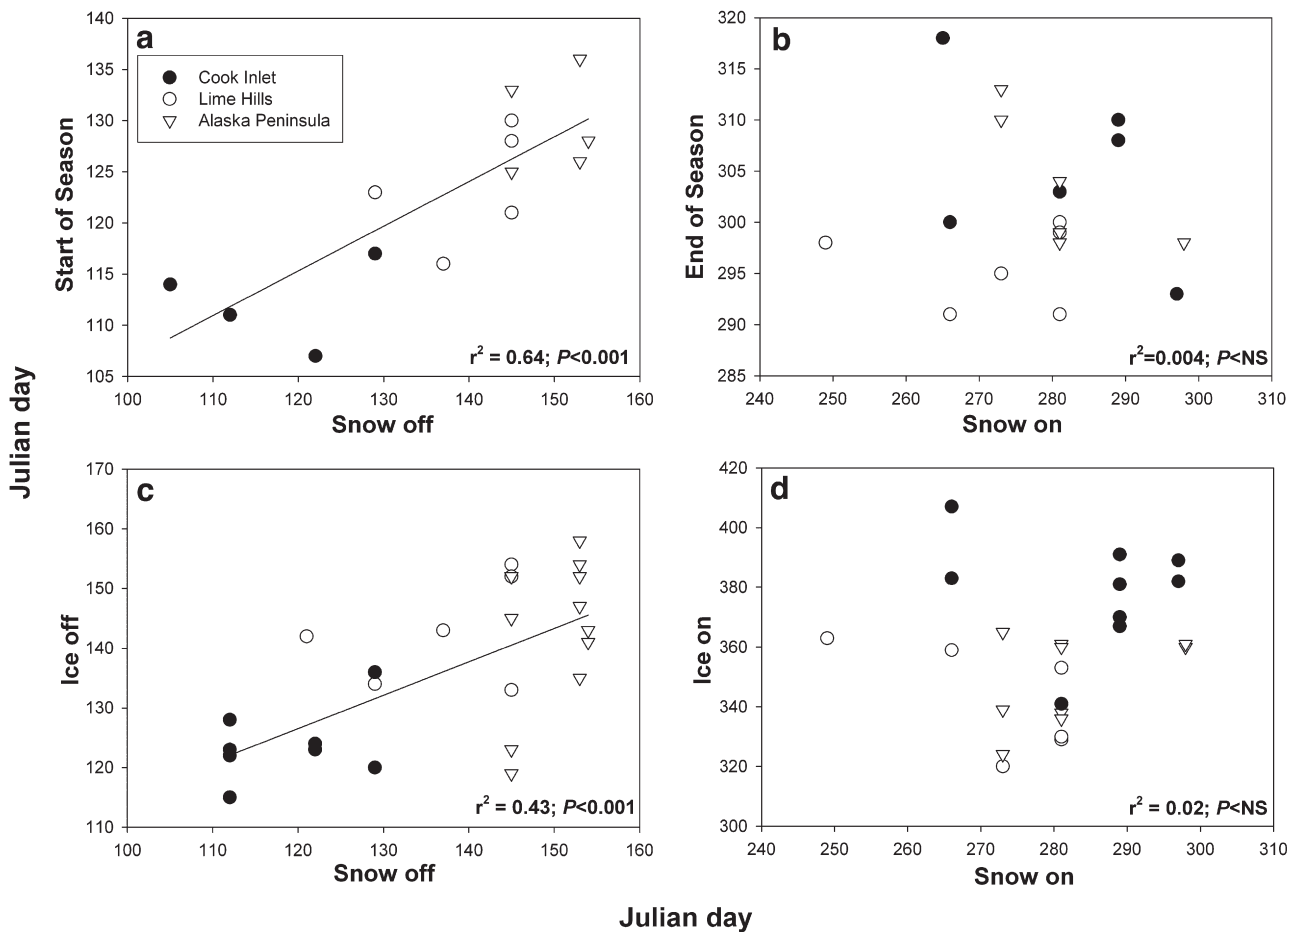 a
Cook Inlet
Lime Hills
Alaska Peninsula
140
135
130
125
120
115
110
105
Start of Season
r² = 0.64; P<0.001
100 110 120 130 140 150 160
Snow off
b
320
315
310
305
300
295
290
285
End of Season
r²=0.004; P<NS
240 250 260 270 280 290 300 310
Snow on
Julian day
c
170
160
150
140
130
120
110
Ice off
r² = 0.43; P<0.001
100 110 120 130 140 150 160
Snow off
d
420
400
380
360
340
320
300
Ice on
r² = 0.02; P<NS
240 250 260 270 280 290 300 310
Snow on
Julian day